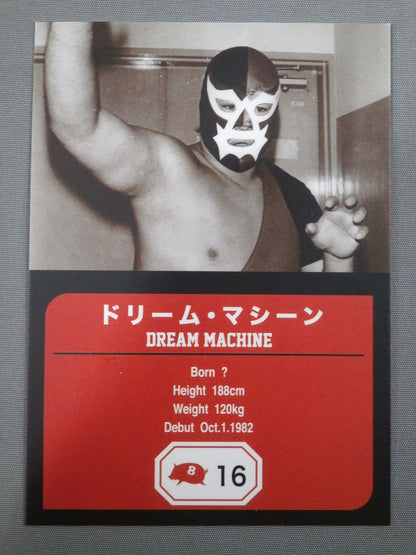 ドリーム・マシーン
DREAM MACHINE
Born ?
Height 188cm
Weight 120kg
Debut Oct.1.1982
8 16